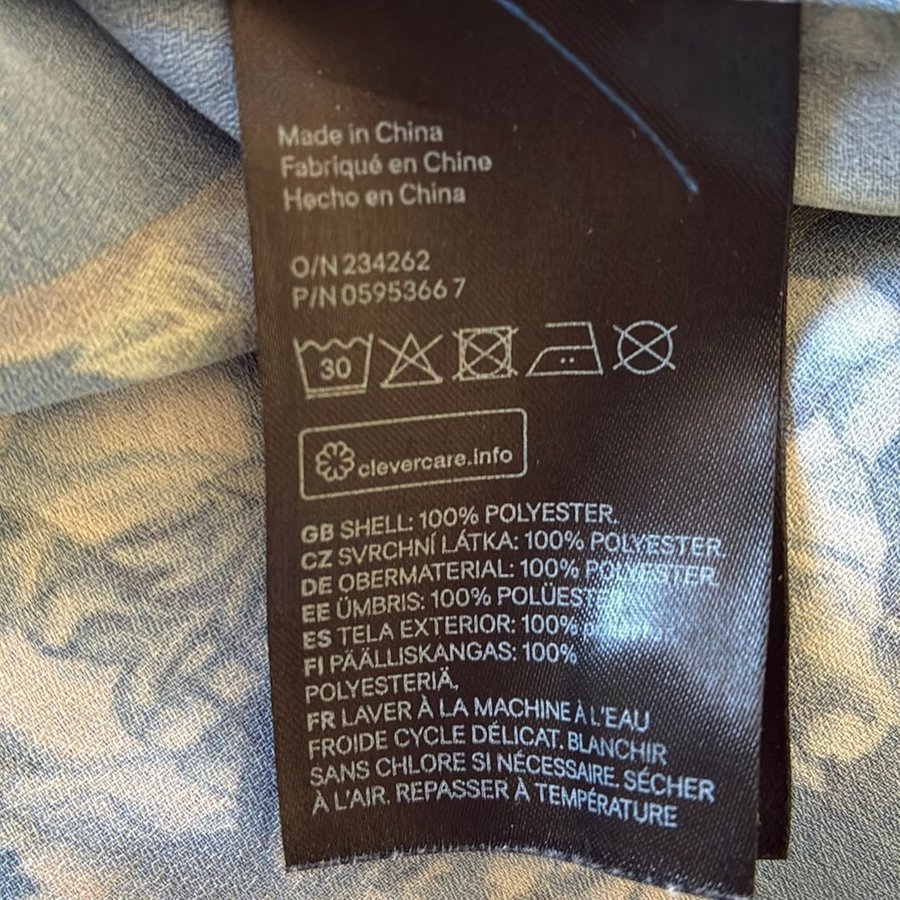 Made in China
Fabriqué en Chine
Hecho en China
O/N 234262
P/N 0595366 7
30
clevercare.info
GB SHELL: 100% POLYESTER.
CZ SVRCHNÍ LÁTKA: 100% POLYESTER.
DE OBERMATERIAL: 100% POLYESTER.
EE ÜMBRIS: 100% POLÜEST
ES TELA EXTERIOR: 100%
FI PÄÄLLISKANGAS: 100%
POLYESTERIÄ,
FR LAVER À LA MACHINE À L'EAU
FROIDE CYCLE DÉLICAT. BLANCHIR
SANS CHLORE SI NÉCESSAIRE. SÉCHER
À L'AIR. REPASSER À TEMPÉRATURE